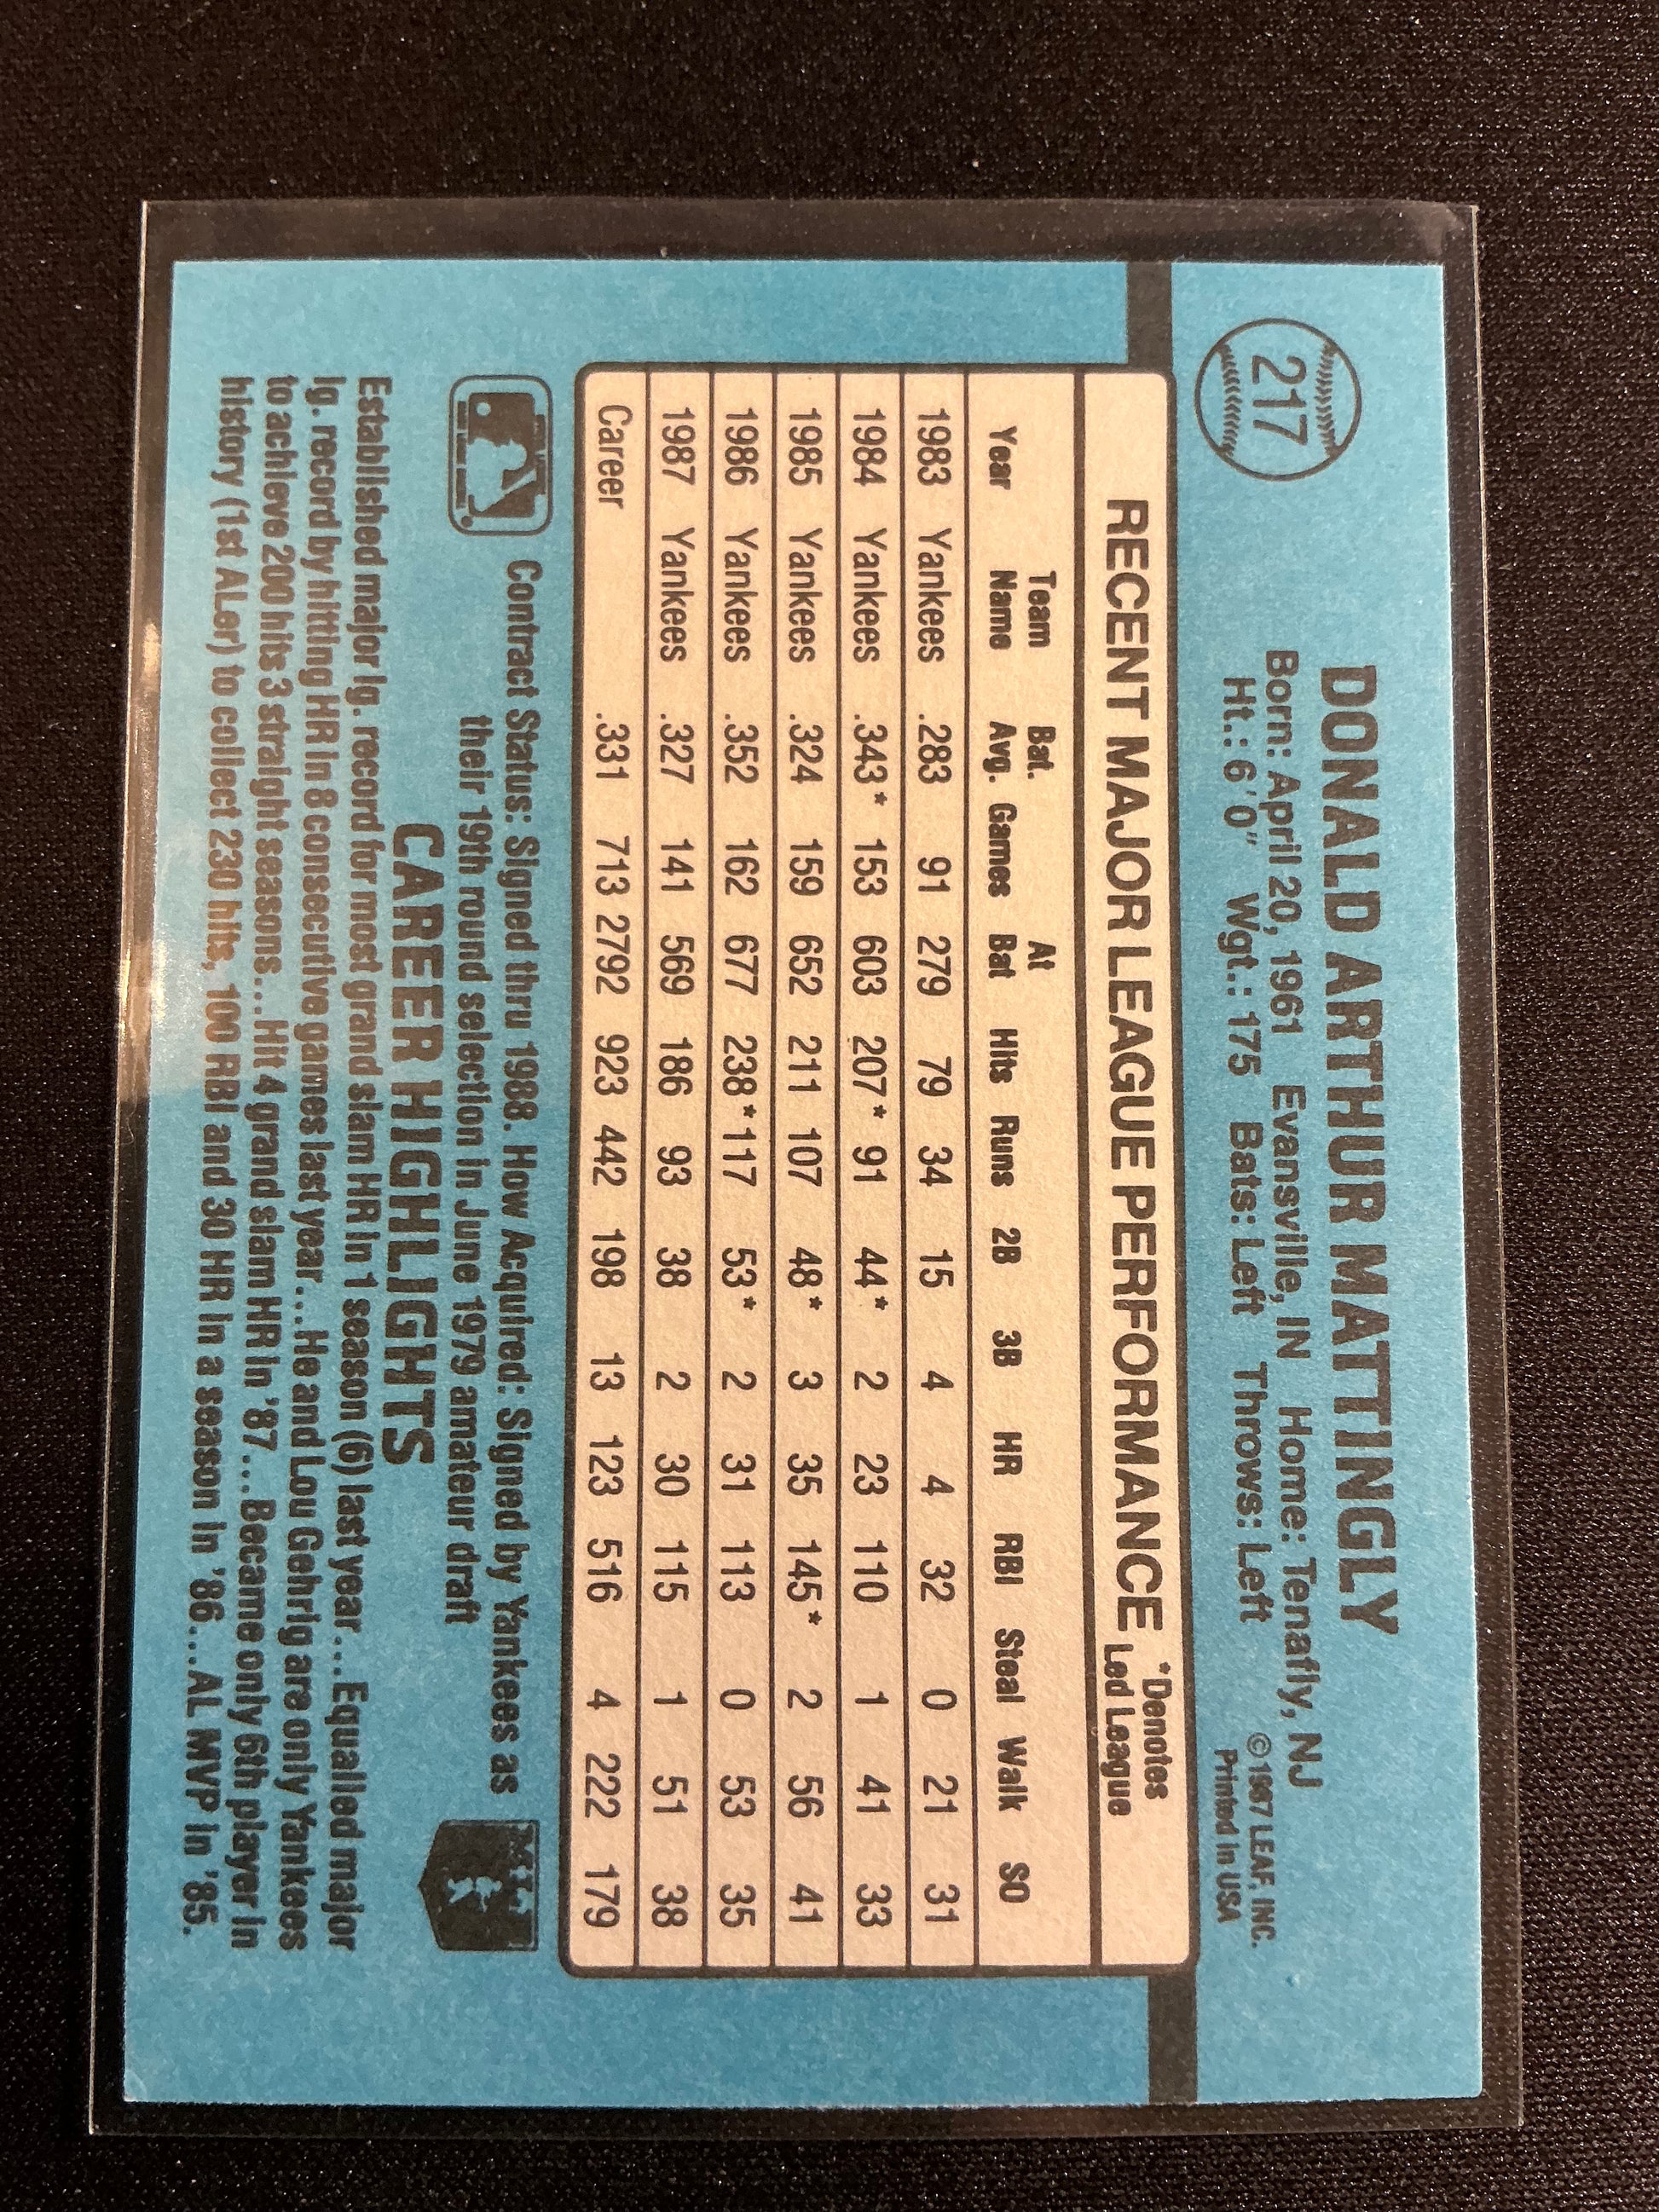 217
DONALD ARTHUR MATTINGLY
Born: April 20, 1961 Evansville, IN Home: Tenafly, NJ
Ht.: 6'0" Wgt.: 175 Bats: Left Throws: Left
©1987 LEAF, INC.
Printed in USA
RECENT MAJOR LEAGUE PERFORMANCE *Denotes
Led League
Team Bat. At
Year Name Avg. Games Bat Hits Runs 2B 3B HR RBI Steal Walk SO
1983 Yankees .283 91 279 79 34 15 4 4 32 0 21 31
1984 Yankees .343* 153 603 207* 91 44* 2 23 110 1 41 33
1985 Yankees .324 159 652 211 107 48* 3 35 145* 2 56 41
1986 Yankees .352 162 677 238* 117 53* 2 31 113 0 53 35
1987 Yankees .327 141 569 186 93 38 2 30 115 1 51 38
Career .331 713 2792 923 442 198 13 123 516 4 222 179
Contract Status: Signed thru 1988. How Acquired: Signed by Yankees as
their 19th round selection in June 1979 amateur draft
CAREER HIGHLIGHTS
Established major lg. record for most grand slam HR in 1 season (6) last year...Equalled major
lg. record by hitting HR in 8 consecutive games last year...He and Lou Gehrig are only Yankees
to achieve 200 hits 3 straight seasons...Hit 4 grand slam HR in '87...Became only 6th player in
history (1st ALer) to collect 230 hits, 100 RBI and 30 HR in a season in '86...AL MVP in '85.